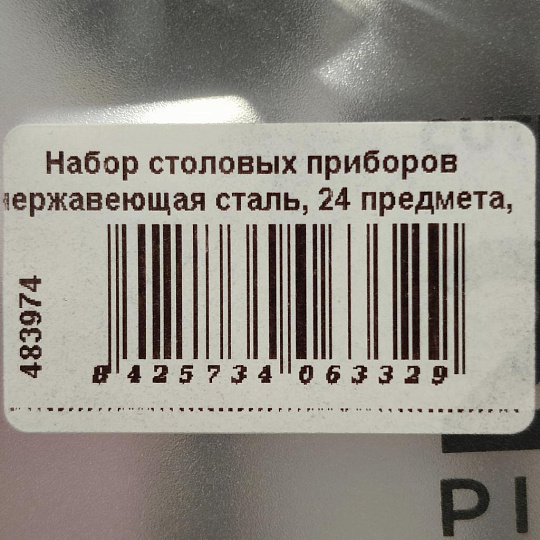 Набор столовых приборов
нержавеющая сталь, 24 предмета,
483974
8 425734 063329
PI